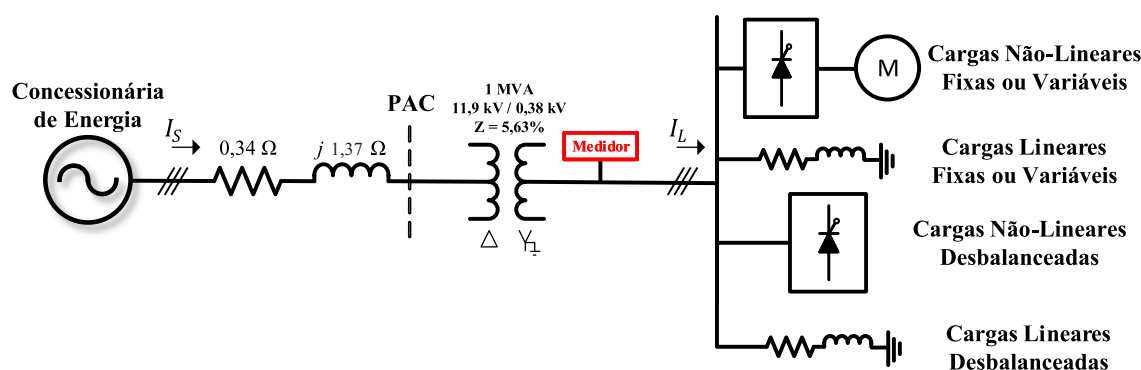 Concessionária
de Energia
I_S
0,34 Ω
j 1,37 Ω
PAC
1 MVA
11,9 kV / 0,38 kV
Z = 5,63%
Δ
Y
Medidor
I_L
M
Cargas Não-Lineares
Fixas ou Variáveis
Cargas Lineares
Fixas ou Variáveis
Cargas Não-Lineares
Desbalanceadas
Cargas Lineares
Desbalanceadas